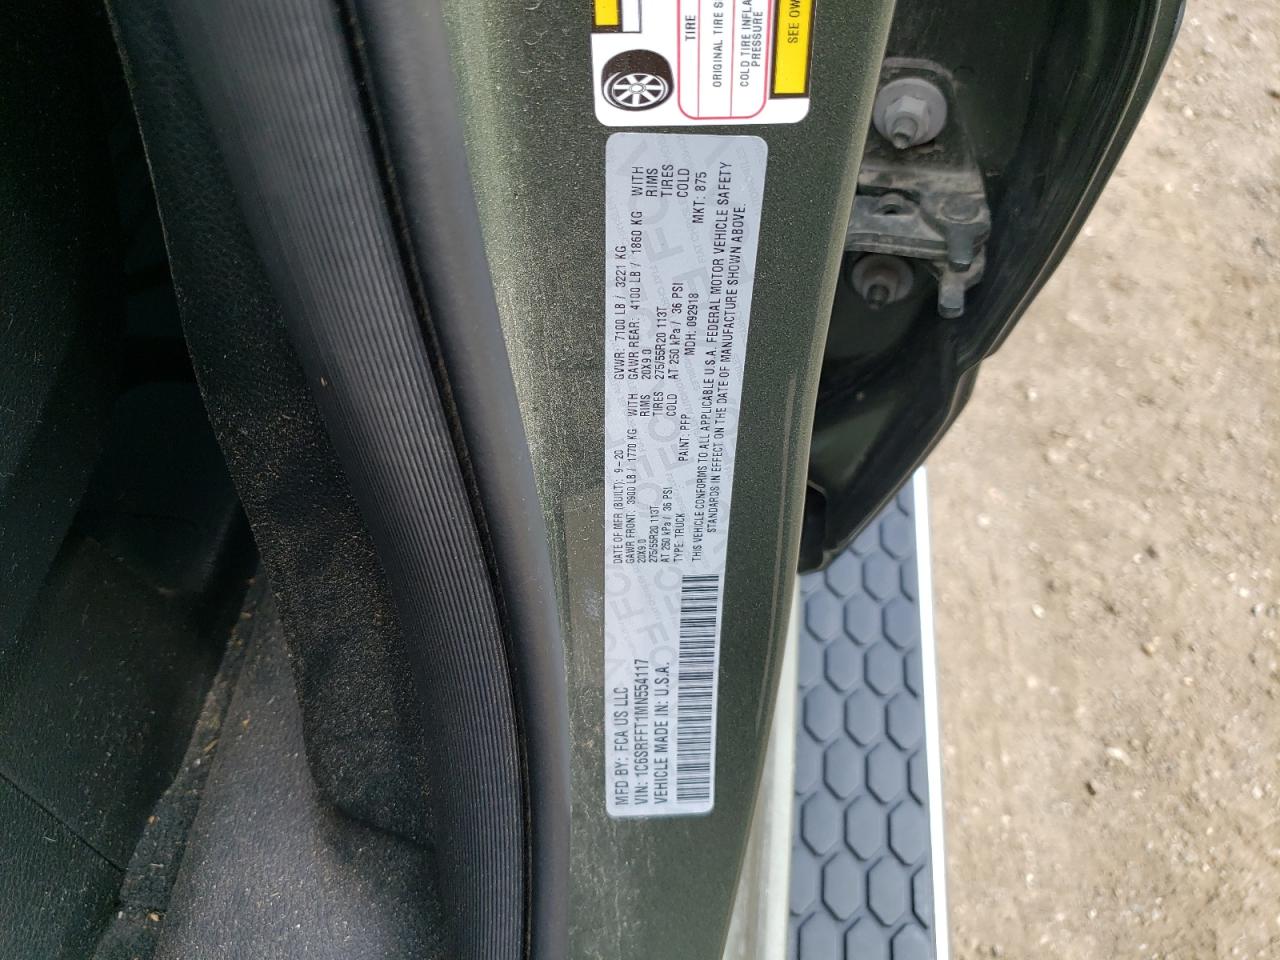 TIRE
ORIGINAL TIRE
COLD TIRE
PRESSURE
SEE
MFD BY: FCA US LLC
DATE OF MFR (BUILT): 9-20
GVWR: 7100 LB / 3221 KG
VIN: 1C6SRFFT1MN554117
GAWR FRONT: 3900 LB / 1770 KG WITH
20X9.0 RIMS
275/55R20 113T TIRES
AT 250 kPa / 36 PSI COLD
GAWR REAR: 4100 LB / 1860 KG WITH
20X9.0 RIMS
275/55R20 113T TIRES
AT 250 kPa / 36 PSI COLD
VEHICLE MADE IN: U.S.A.
TYPE: TRUCK
PAINT: PFP
MDH: 092918
MKT: 875
THIS VEHICLE CONFORMS TO ALL APPLICABLE U.S.A. FEDERAL MOTOR VEHICLE SAFETY
STANDARDS IN EFFECT ON THE DATE OF MANUFACTURE SHOWN ABOVE.